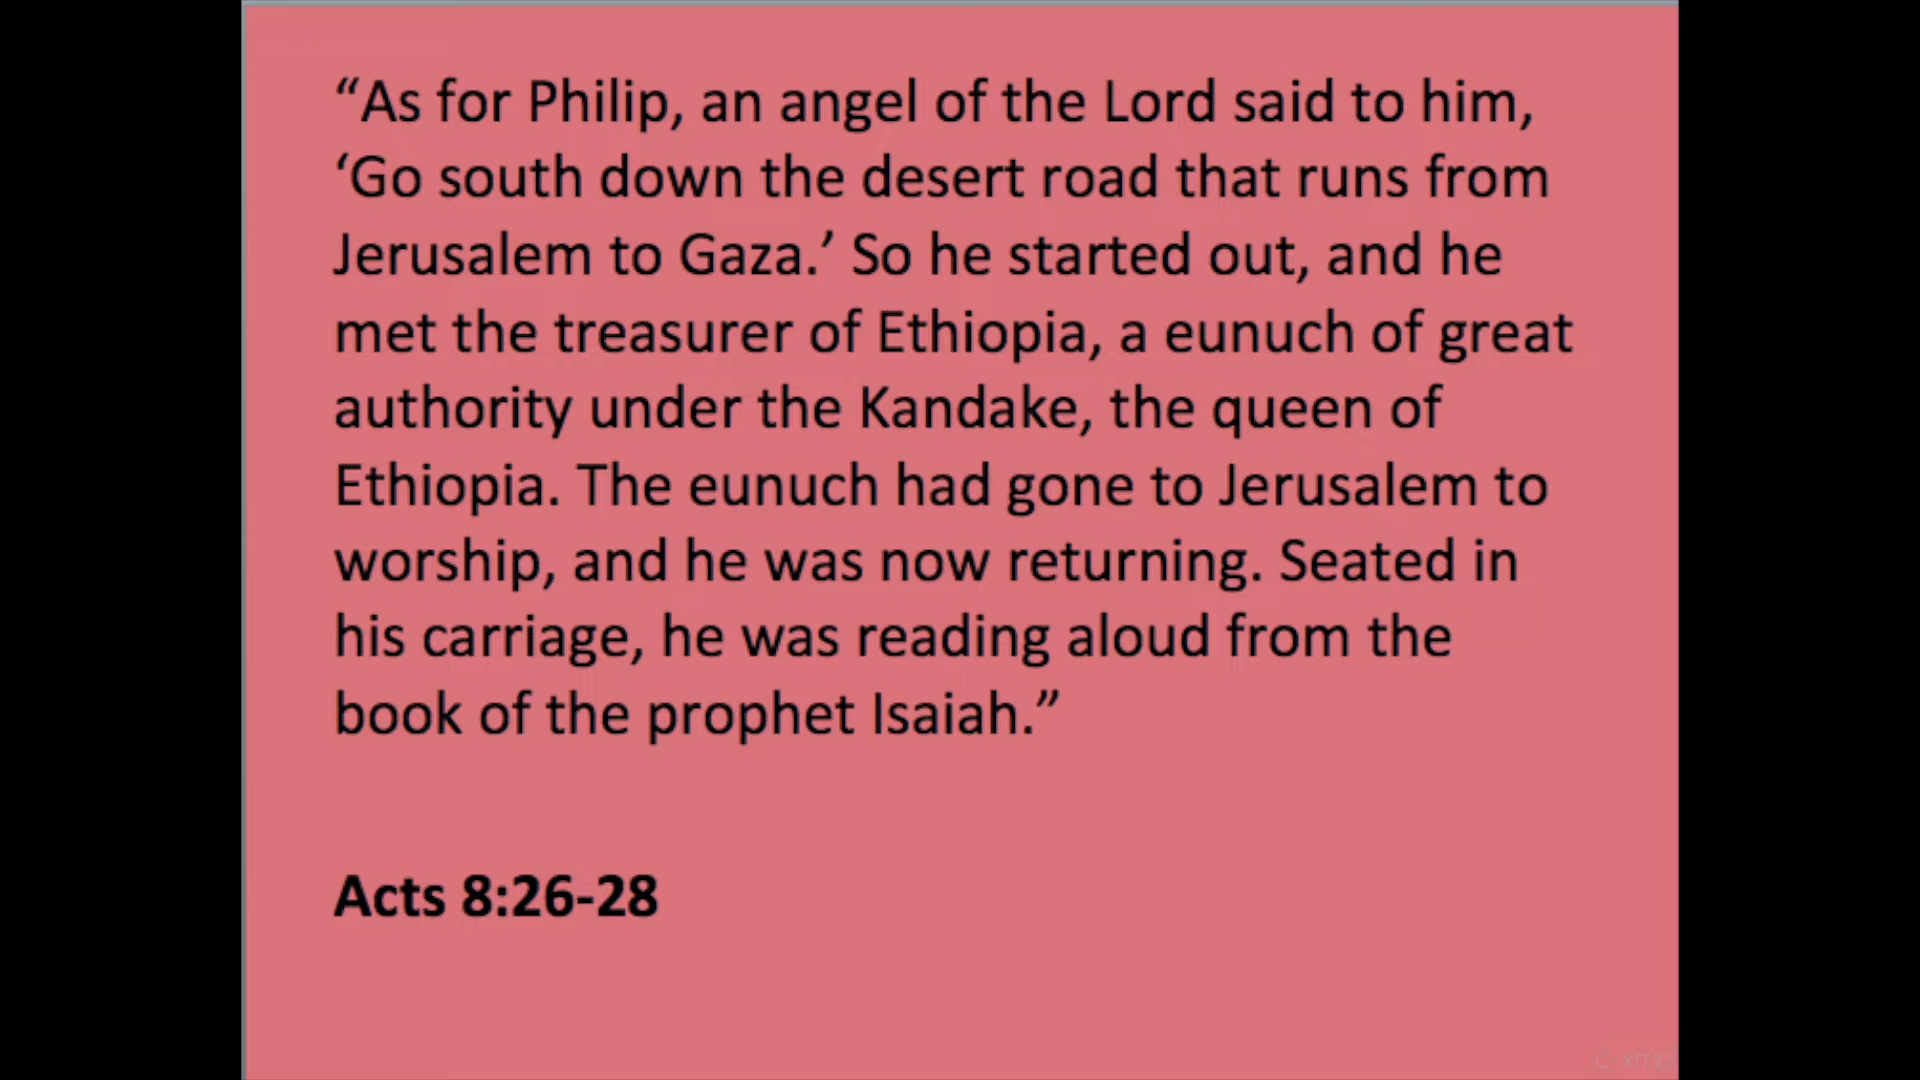 “As for Philip, an angel of the Lord said to him,
‘Go south down the desert road that runs from
Jerusalem to Gaza.’ So he started out, and he
met the treasurer of Ethiopia, a eunuch of great
authority under the Kandake, the queen of
Ethiopia. The eunuch had gone to Jerusalem to
worship, and he was now returning. Seated in
his carriage, he was reading aloud from the
book of the prophet Isaiah.”
Acts 8:26-28